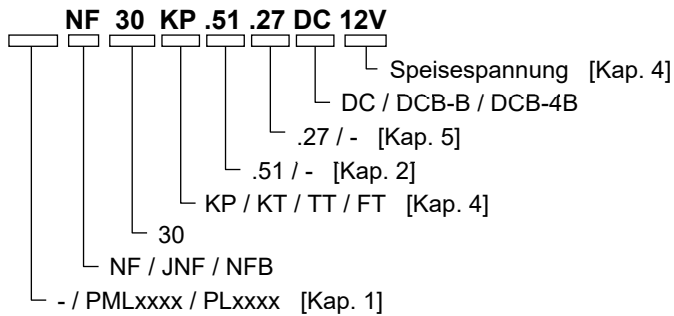 NF 30 KP .51 .27 DC 12V
Speisespannung [Kap. 4]
DC / DCB-B / DCB-4B
.27 / - [Kap. 5]
.51 / - [Kap. 2]
KP / KT / TT / FT [Kap. 4]
30
NF / JNF / NFB
- / PMLxxxx / PLxxxx [Kap. 1]